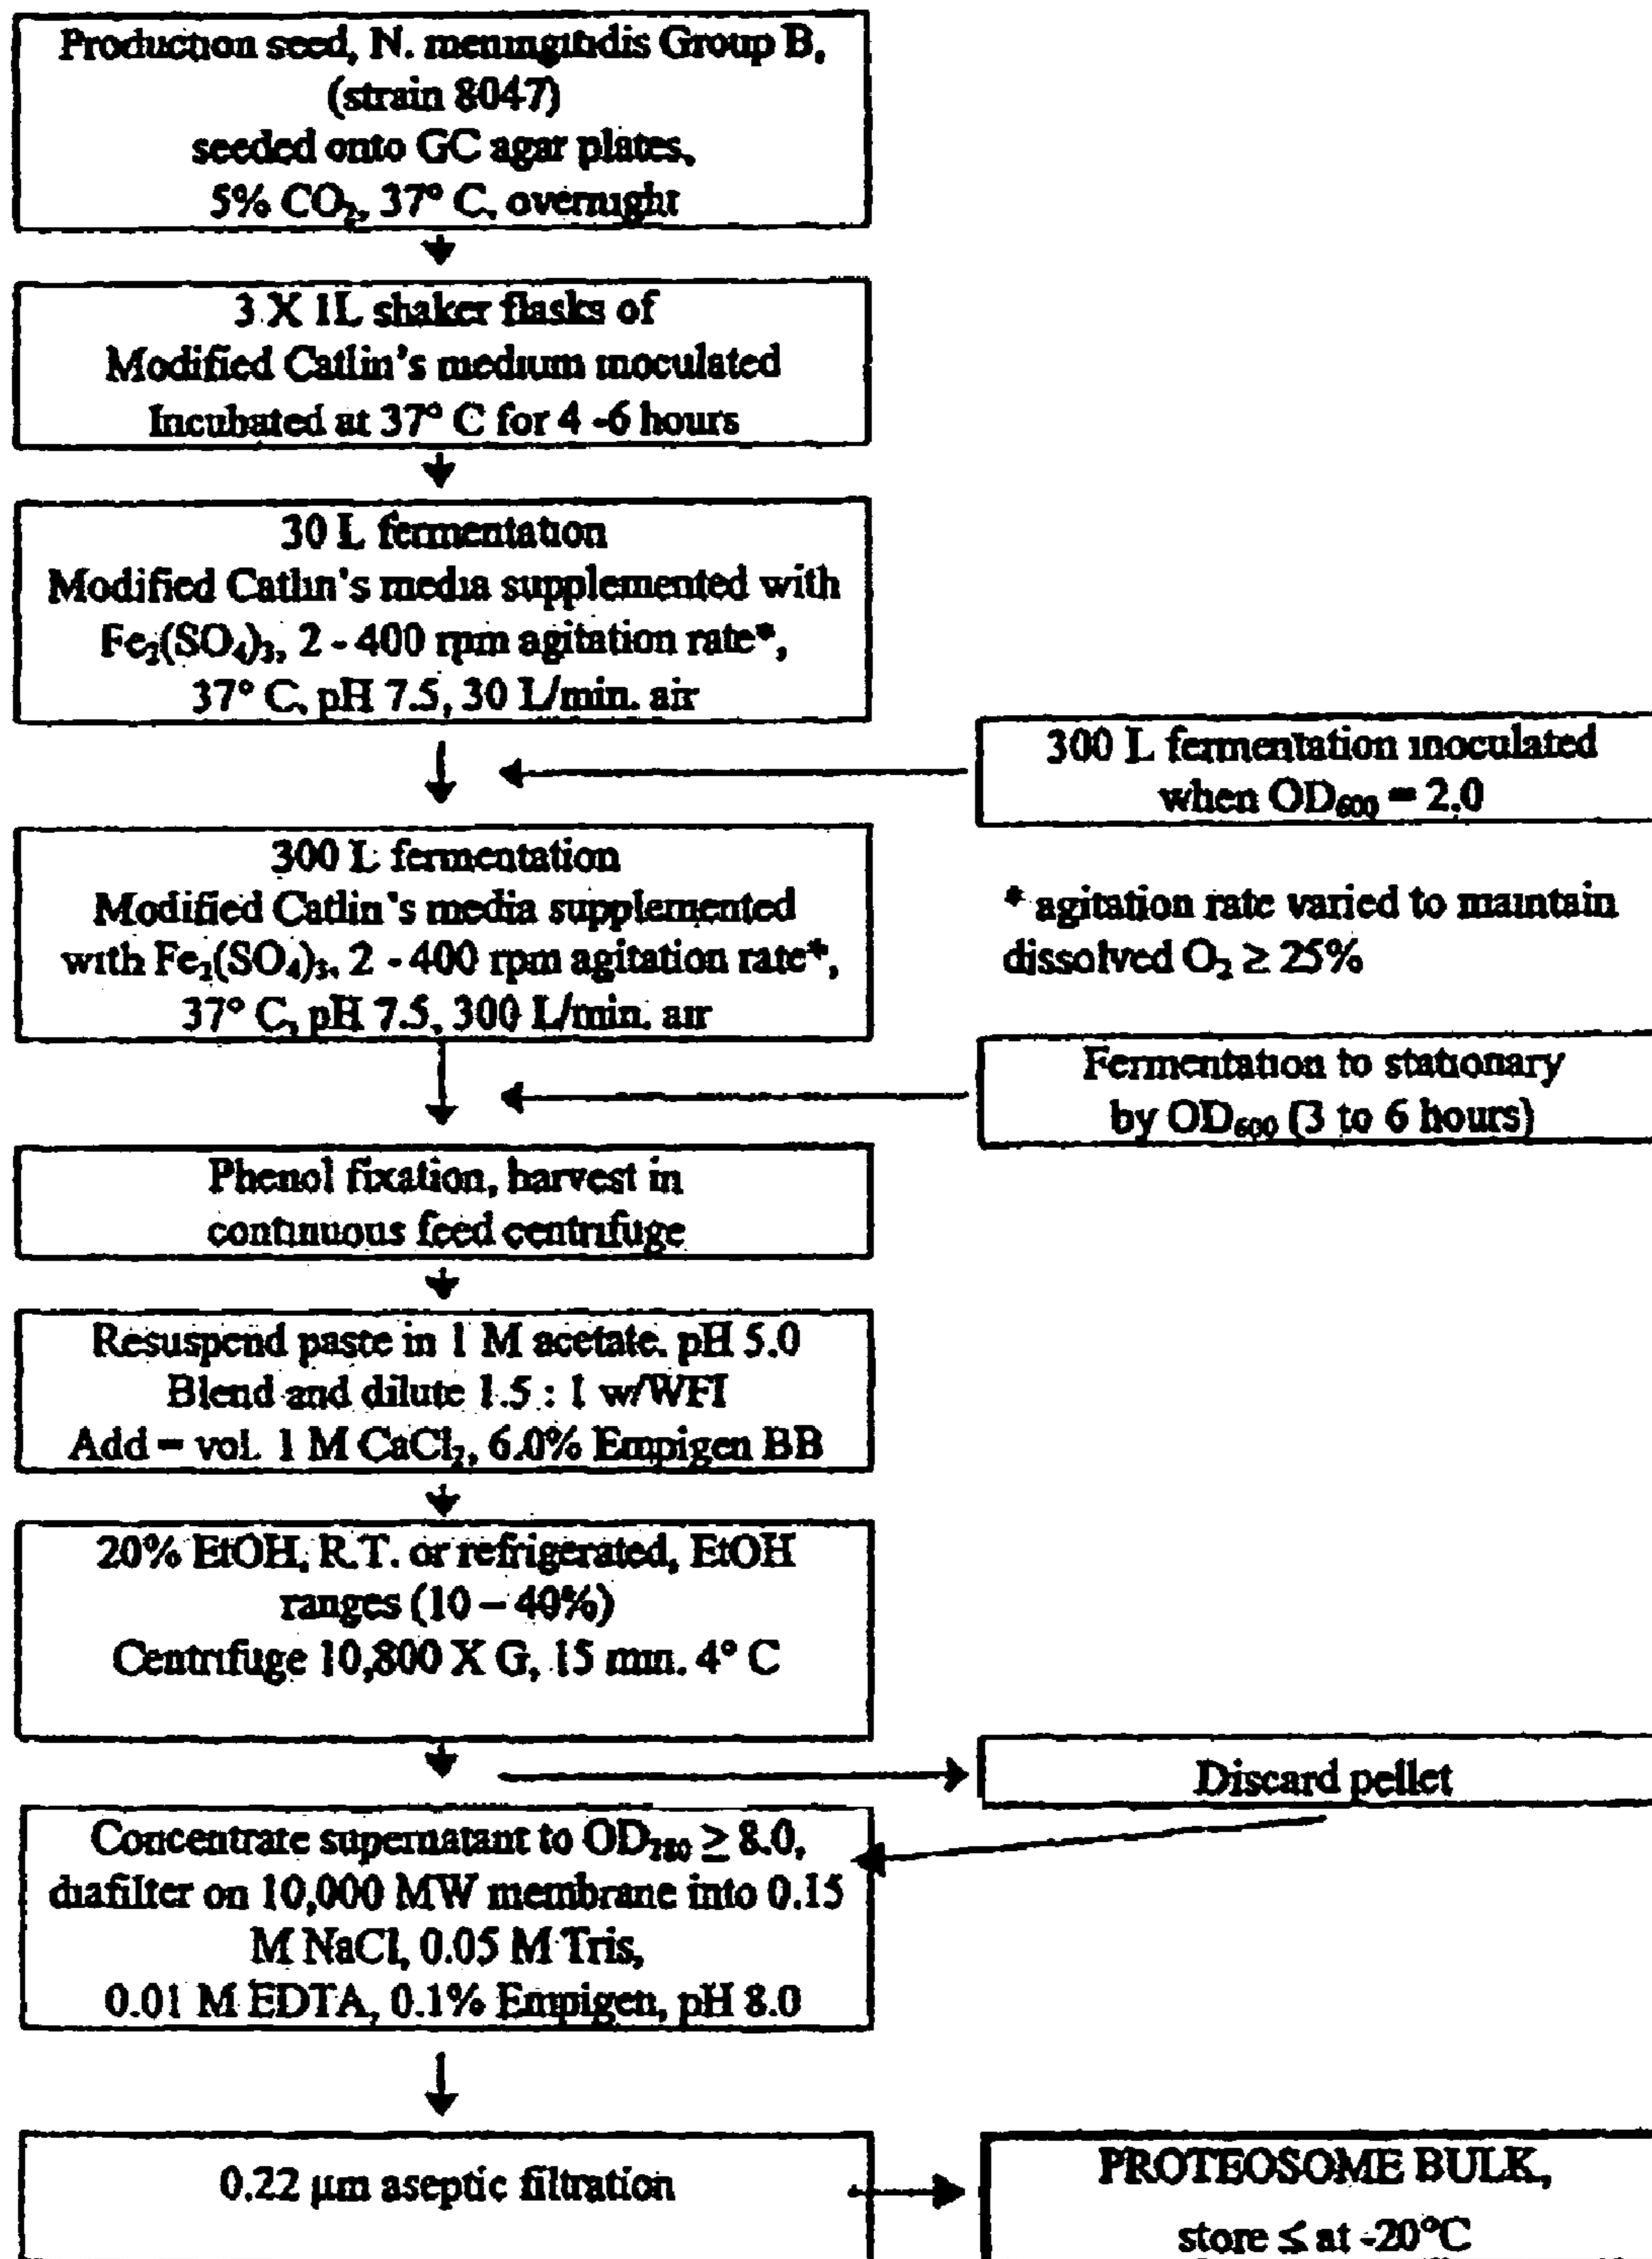 Production seed, N. meningitidis Group B,
(strain 8047)
seeded onto GC agar plates,
5% CO₂, 37° C, overnight
3 X 1L shaker flasks of
Modified Catlin's medium inoculated
Incubated at 37° C for 4 -6 hours
30 L fermentation
Modified Catlin's media supplemented with
Fe₂(SO₄)₃, 2 - 400 rpm agitation rate*,
37° C, pH 7.5, 30 L/min. air
300 L fermentation inoculated
when OD₆₀₀ = 2.0
300 L fermentation
Modified Catlin's media supplemented
with Fe₂(SO₄)₃, 2 - 400 rpm agitation rate*,
37° C, pH 7.5, 300 L/min. air
* agitation rate varied to maintain
dissolved O₂ ≥ 25%
Fermentation to stationary
by OD₆₀₀ (3 to 6 hours)
Phenol fixation, harvest in
continuous feed centrifuge
Resuspend paste in 1 M acetate. pH 5.0
Blend and dilute 1.5 : 1 w/WFI
Add = vol. 1 M CaCl₂, 6.0% Empigen BB
20% EtOH, R.T. or refrigerated, EtOH
ranges (10 – 40%)
Centrifuge 10,800 X G, 15 min. 4° C
Discard pellet
Concentrate supernatant to OD₂₈₀ ≥ 8.0,
diafilter on 10,000 MW membrane into 0.15
M NaCl, 0.05 M Tris,
0.01 M EDTA, 0.1% Empigen, pH 8.0
0.22 μm aseptic filtration
PROTEOSOME BULK,
store ≤ at -20°C